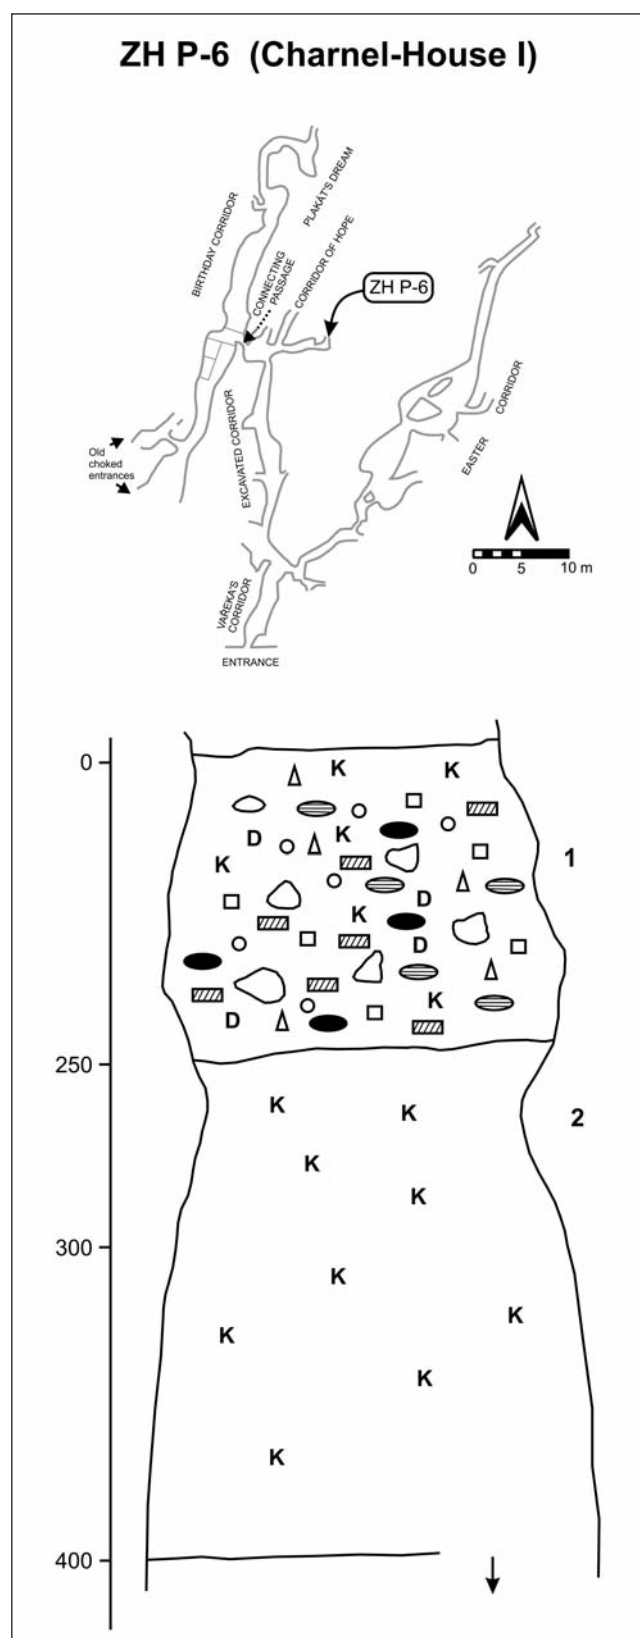 ZH P-6 (Charnel-House I)
PLAKÁT'S DREAM
BIRTHDAY CORRIDOR
CONNECTING
PASSAGE
CORRIDOR OF HOPE
ZH P-6
CORRIDOR
EASTER
Old
choked
entrances
EXCAVATED CORRIDOR
0 5 10 m
VAŘEKA'S
CORRIDOR
ENTRANCE
0
K K
D K
K 1
D
K
D
K
D
250
K K 2
K
K
300
K
K
K
K
K
400